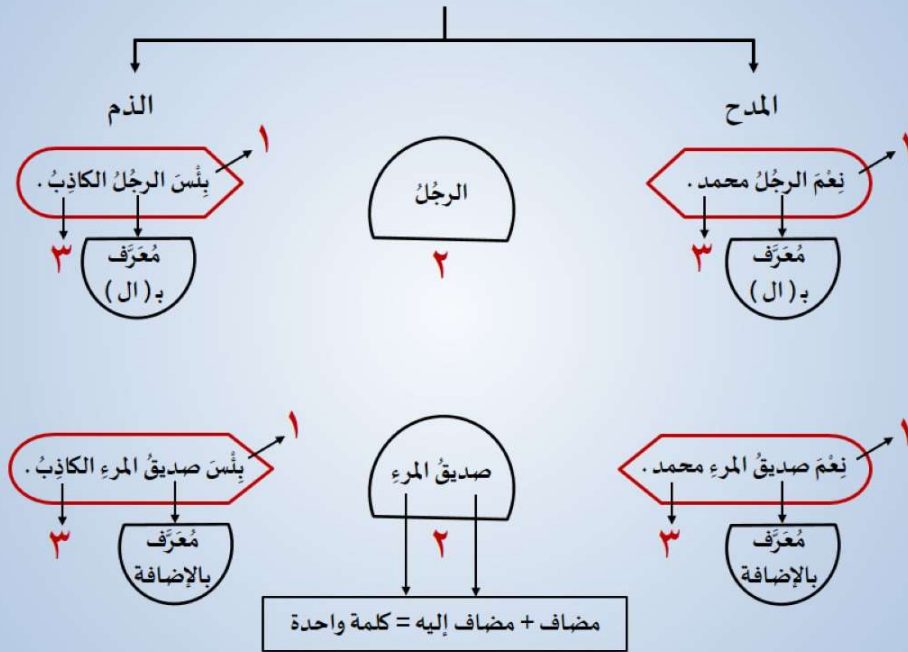 المدح
الذم
نِعْمَ الرجُلُ محمد .
١
٣
مُعَرَّف
بـ ( ال )
الرجُلُ
٢
بِئْسَ الرجُلُ الكاذِبُ .
١
٣
مُعَرَّف
بـ ( ال )
نِعْمَ صديقُ المرءِ محمد .
١
٣
مُعَرَّف
بالإضافة
صديقُ المرءِ
٢
بِئْسَ صديقُ المرءِ الكاذِبُ .
١
٣
مُعَرَّف
بالإضافة
مضاف + مضاف إليه = كلمة واحدة